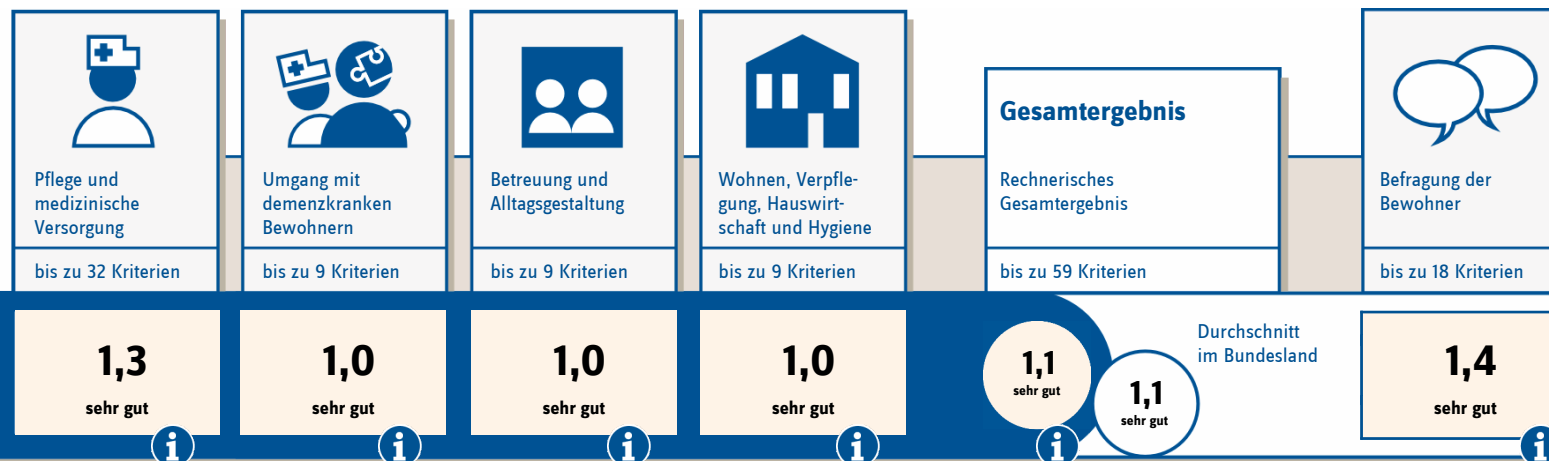 Pflege und
medizinische
Versorgung
bis zu 32 Kriterien
1,3
sehr gut
i
Umgang mit
demenzkranken
Bewohnern
bis zu 9 Kriterien
1,0
sehr gut
i
Betreuung und
Alltagsgestaltung
bis zu 9 Kriterien
1,0
sehr gut
i
Wohnen, Verpfle-
gung, Hauswirt-
schaft und Hygiene
bis zu 9 Kriterien
1,0
sehr gut
i
Gesamtergebnis
Rechnerisches
Gesamtergebnis
bis zu 59 Kriterien
1,1
sehr gut
i
1,1
sehr gut
Durchschnitt
im Bundesland
Befragung der
Bewohner
bis zu 18 Kriterien
1,4
sehr gut
i